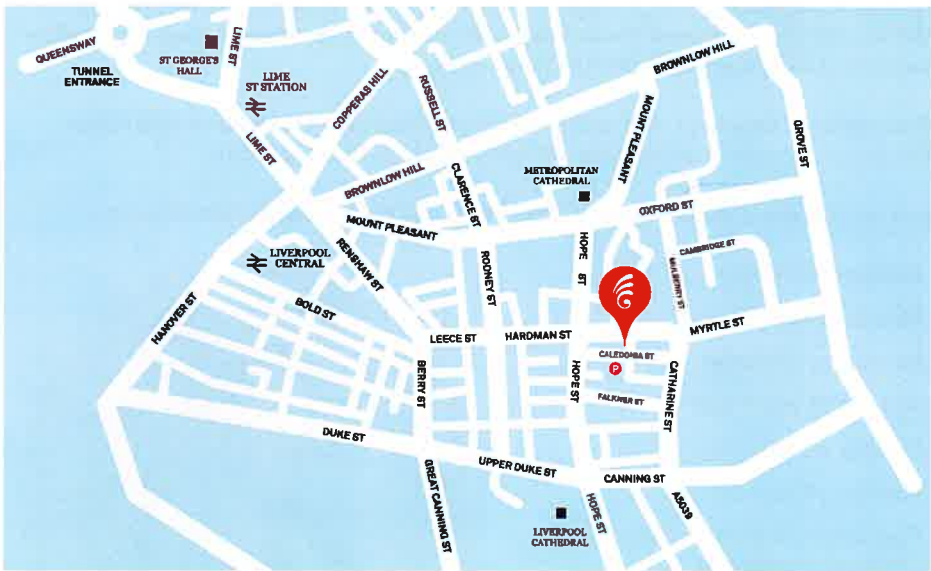 QUEENSWAY
TUNNEL
ENTRANCE
ST GEORGE'S
HALL
LIME ST
LIME
ST STATION
LIME ST
COPPERAS HILL
RUSSELL ST
BROWNLOW HILL
MOUNT PLEASANT
GROVE ST
BROWNLOW HILL
CLARENCE ST
METROPOLITAN
CATHEDRAL
OXFORD ST
MOUNT PLEASANT
RENSHAW ST
LIVERPOOL
CENTRAL
RODNEY ST
HOPE ST
CAMBRIDGE ST
MULBERRY ST
HANOVER ST
BOLD ST
LEECE ST
HARDMAN ST
MYRTLE ST
CALEDONIA ST
P
BERRY ST
HOPE ST
FALKNER ST
CATHARINE ST
DUKE ST
UPPER DUKE ST
CANNING ST
GREAT CANNING ST
HOPE ST
A5039
LIVERPOOL
CATHEDRAL